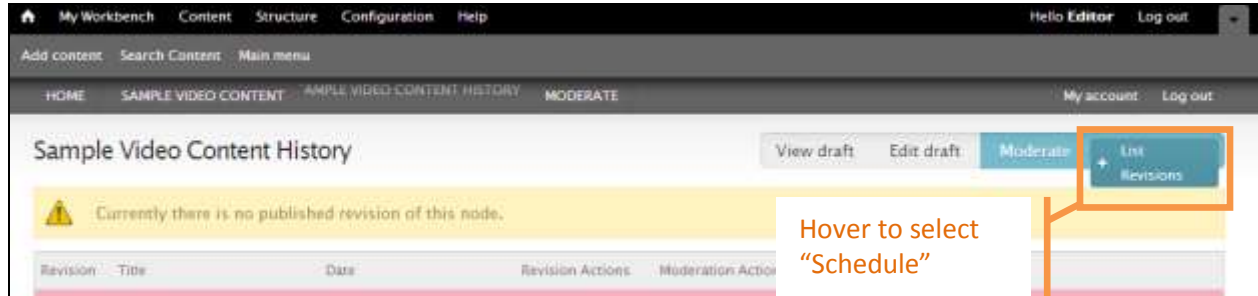 My Workbench Content Structure Configuration Help Hello Editor Log out
Add content Search Content Main menu
HOME SAMPLE VIDEO CONTENT AMPLE VIDEO CONTENT HISTORY MODERATE My account Log out
Sample Video Content History View draft Edit draft Moderate + List
Revisions
Currently there is no published revision of this node.
Hover to select
“Schedule”
Revision Title Date Revision Actions Moderation Action